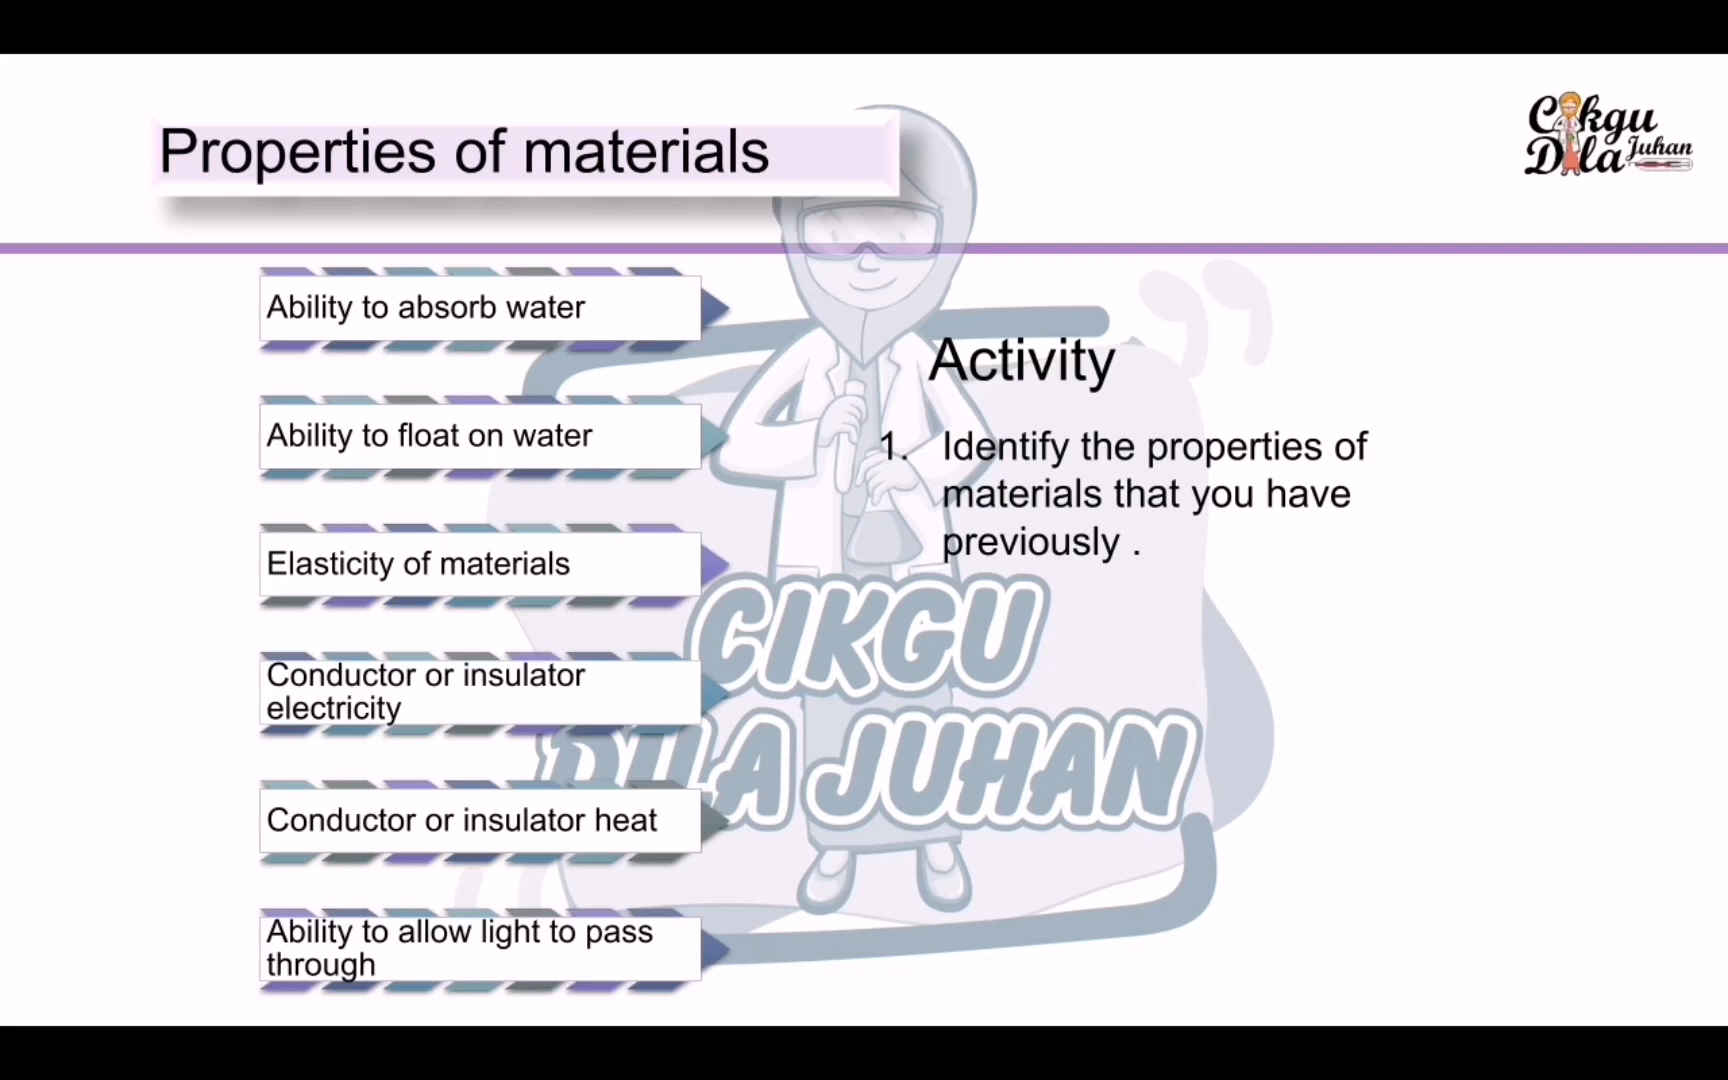 Properties of materials
Cikgu
Dila Juhan
Ability to absorb water
Ability to float on water
Elasticity of materials
Conductor or insulator
electricity
Conductor or insulator heat
Ability to allow light to pass
through
Activity
1. Identify the properties of
materials that you have
previously .
CIKGU
DILA JUHAN